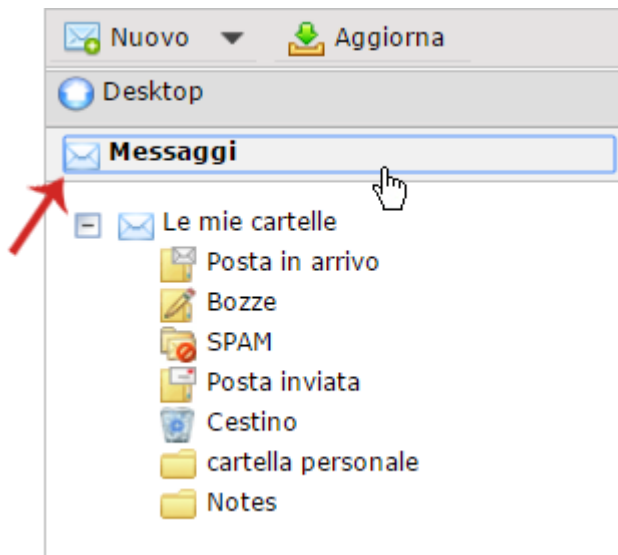 Nuovo Aggiorna
Desktop
Messaggi
Le mie cartelle
Posta in arrivo
Bozze
SPAM
Posta inviata
Cestino
cartella personale
Notes